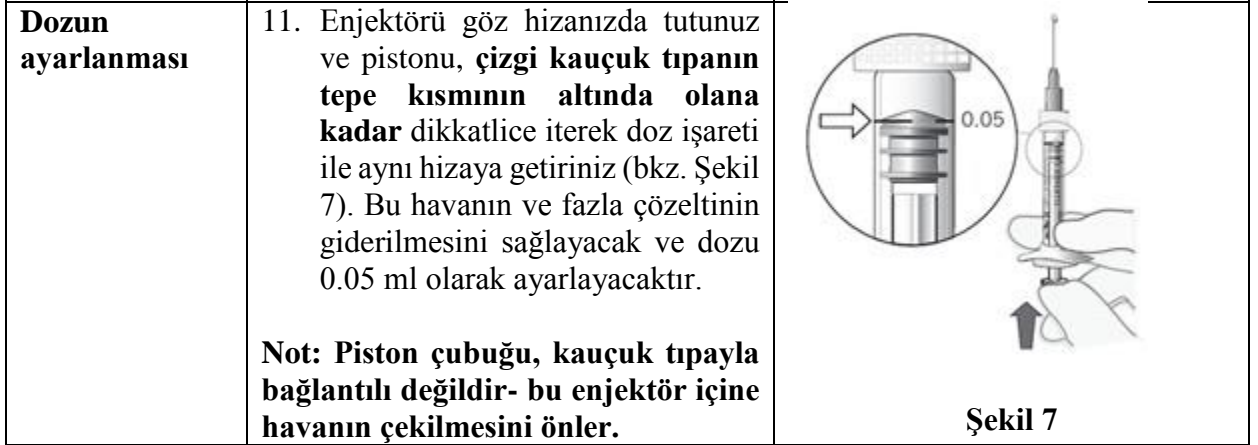 Dozun
ayarlanması
11. Enjektörü göz hizanızda tutunuz
ve pistonu, çizgi kauçuk tıpanın
tepe kısmının altında olana
kadar dikkatlice iterek doz işareti
ile aynı hizaya getiriniz (bkz. Şekil
7). Bu havanın ve fazla çözeltinin
giderilmesini sağlayacak ve dozu
0.05 ml olarak ayarlayacaktır.
Not: Piston çubuğu, kauçuk tıpayla
bağlantılı değildir- bu enjektör içine
havanın çekilmesini önler.
0.05
Şekil 7